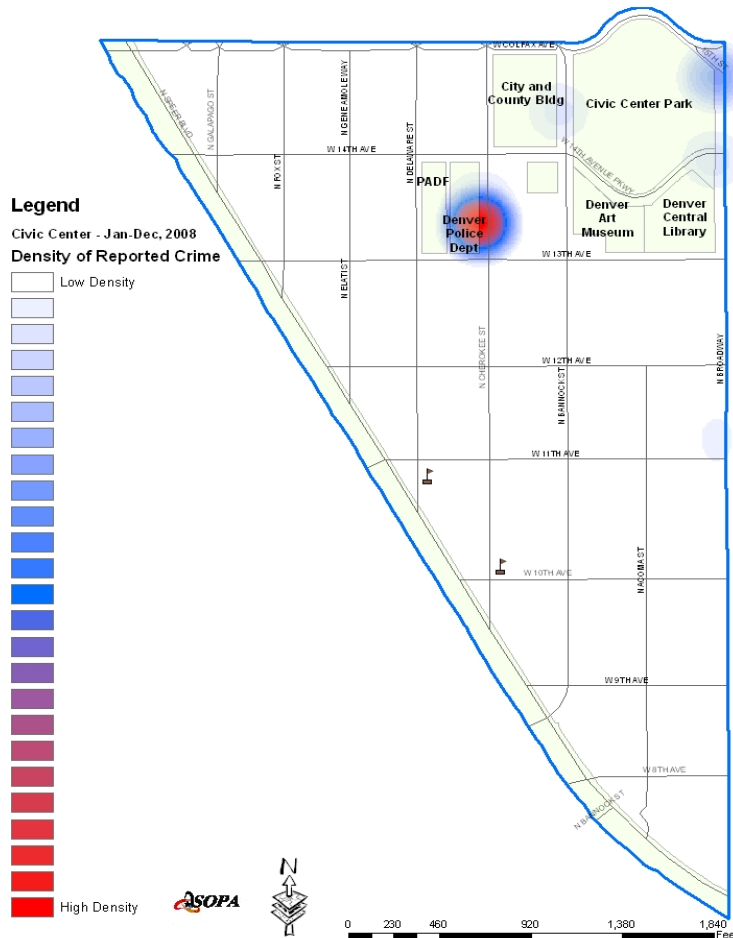 W COLFAX AVE
15TH ST
City and
County Bldg
Civic Center Park
N SPEER BLVD
N GALAPAGO ST
N GENEAMOLE WAY
N DELAWARE ST
W 14TH AVE
N FOX ST
W 14TH AVENUE PKWY
PADF
Denver
Police
Dept
Denver
Art
Museum
Denver
Central
Library
W 13TH AVE
N ELATI ST
N CHEROKEE ST
W 12TH AVE
N BANNOCK ST
N BROADWAY
W 11TH AVE
W 10TH AVE
N ACOMA ST
W 9TH AVE
W 8TH AVE
N BANNOCK ST
Legend
Civic Center - Jan-Dec, 2008
Density of Reported Crime
Low Density
High Density
SOPA
N
0 230 460 920 1,380 1,840
Fee